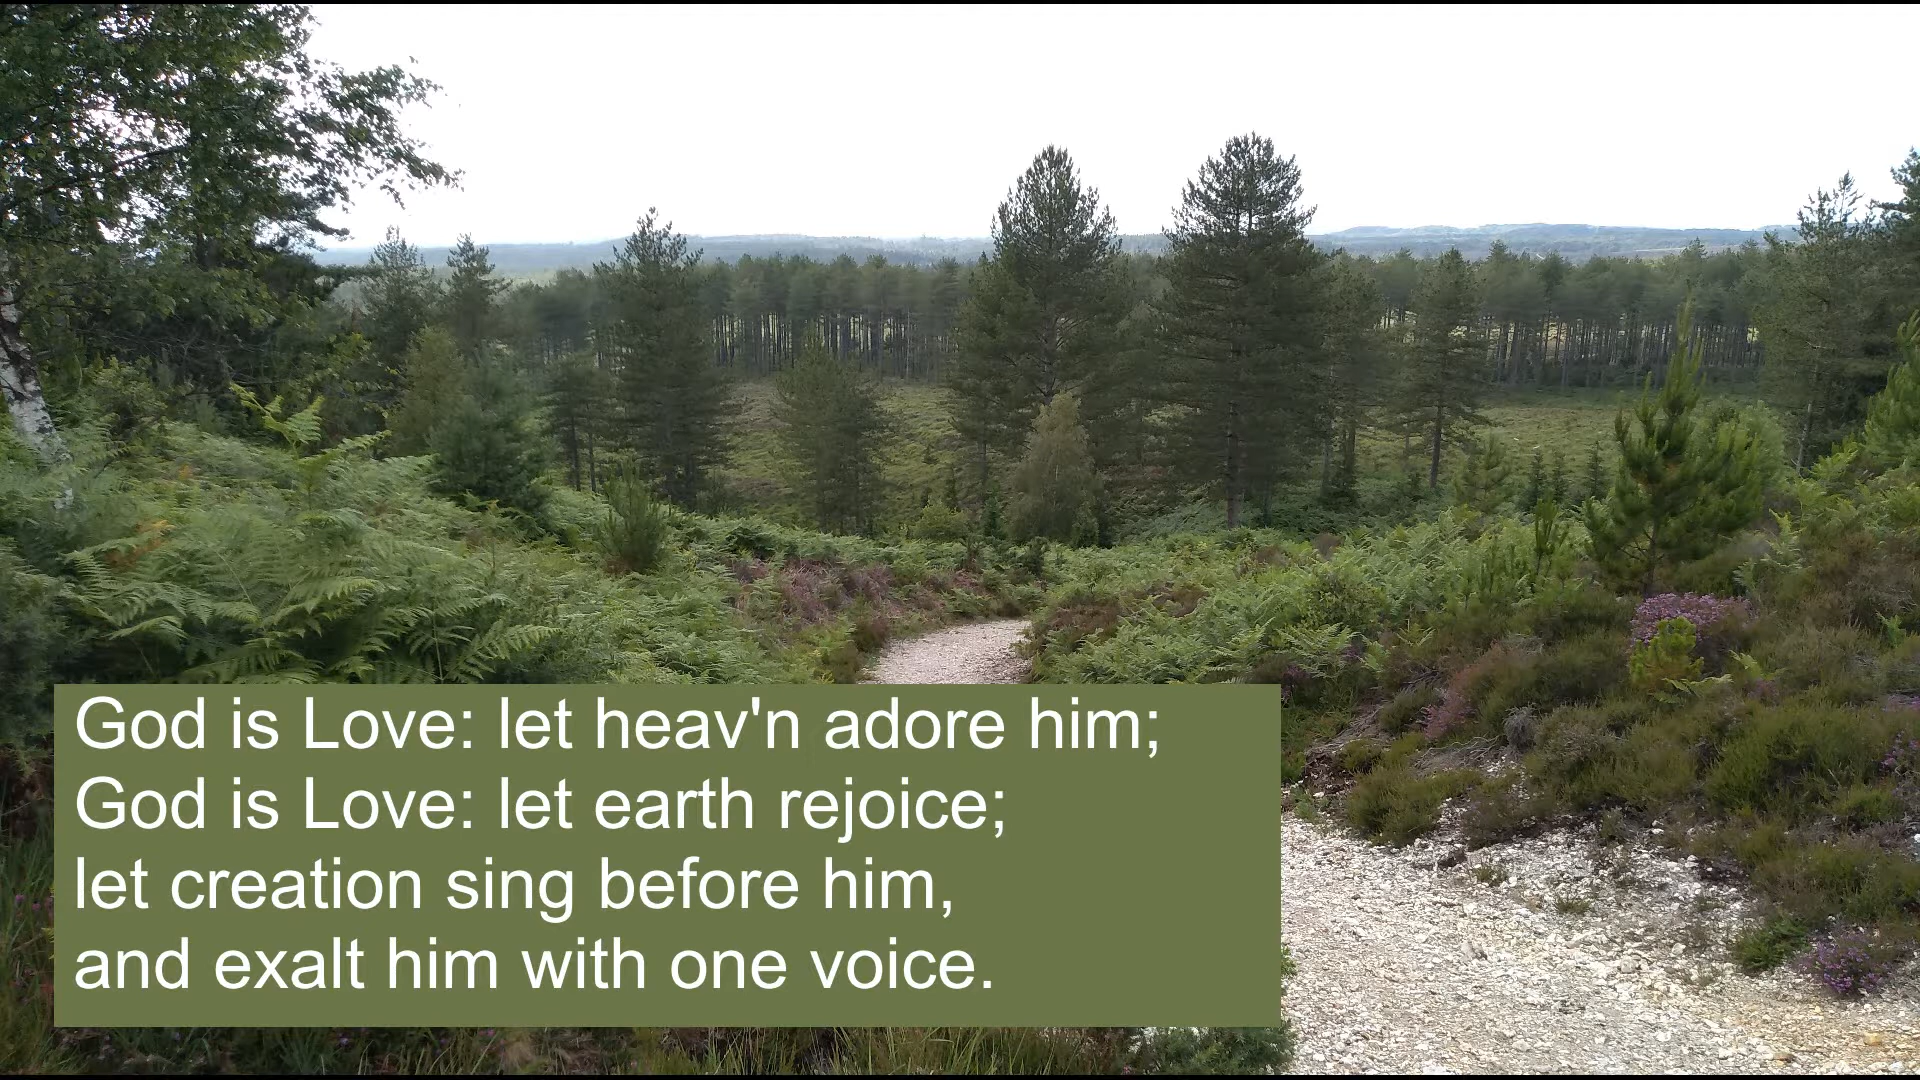 God is Love: let heav'n adore him;
God is Love: let earth rejoice;
let creation sing before him,
and exalt him with one voice.